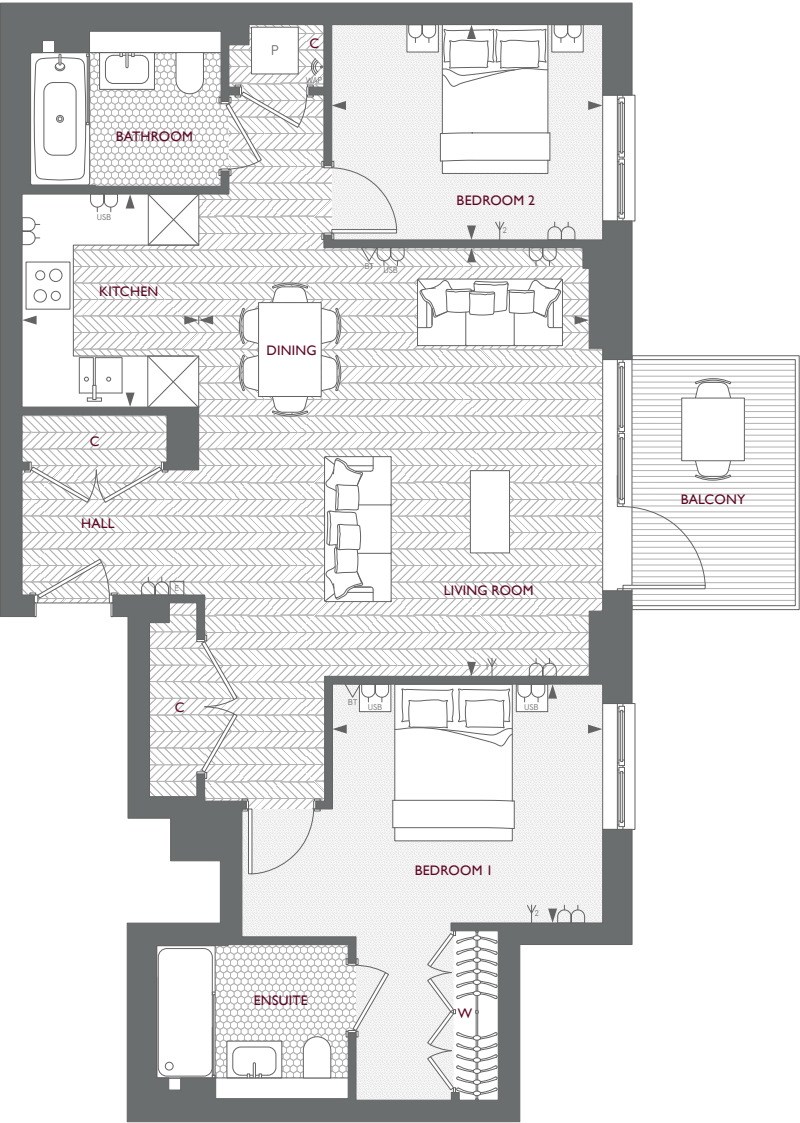 P
C
WAP
BATHROOM
BEDROOM 2
2
USB
BT
USB
KITCHEN
DINING
C
BALCONY
HALL
E
LIVING ROOM
BT
USB
USB
C
BEDROOM 1
2
ENSUITE
W